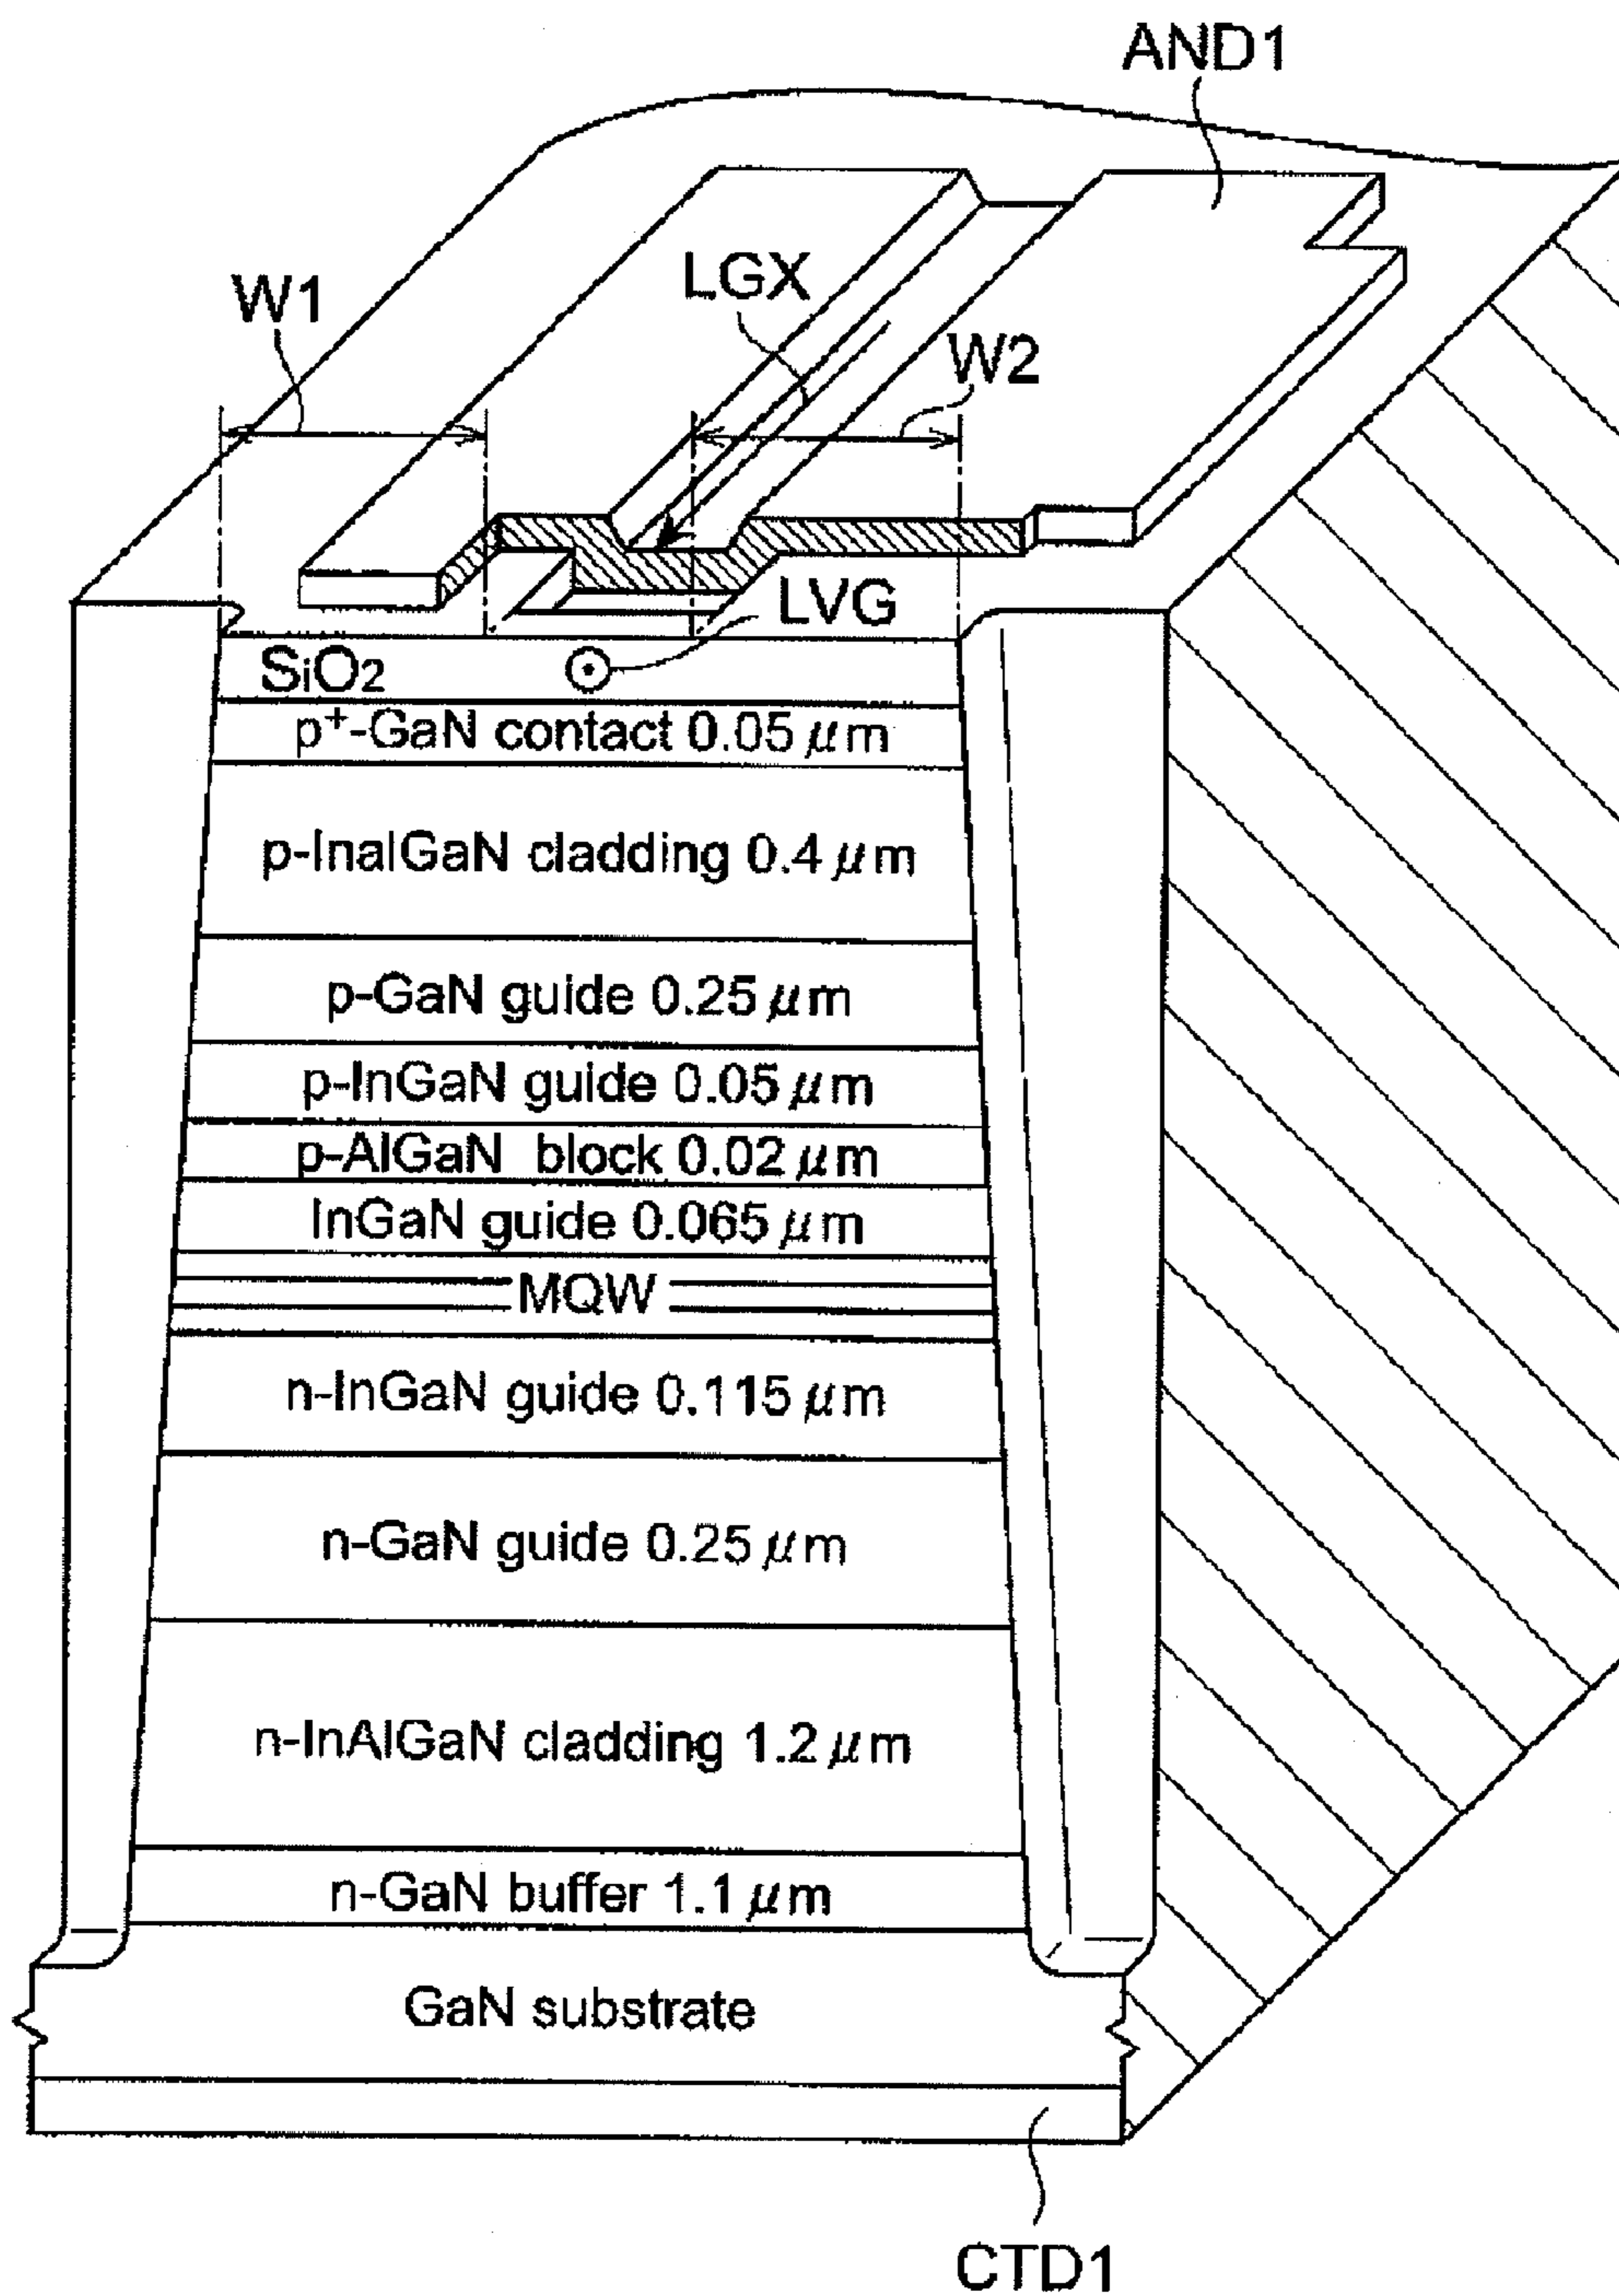 AND1
W1
LGX
W2
LVG
SiO2
p+-GaN contact 0.05 μm
p-InalGaN cladding 0.4 μm
p-GaN guide 0.25 μm
p-InGaN guide 0.05 μm
p-AlGaN block 0.02 μm
InGaN guide 0.065 μm
MQW
n-InGaN guide 0.115 μm
n-GaN guide 0.25 μm
n-InAlGaN cladding 1.2 μm
n-GaN buffer 1.1 μm
GaN substrate
CTD1